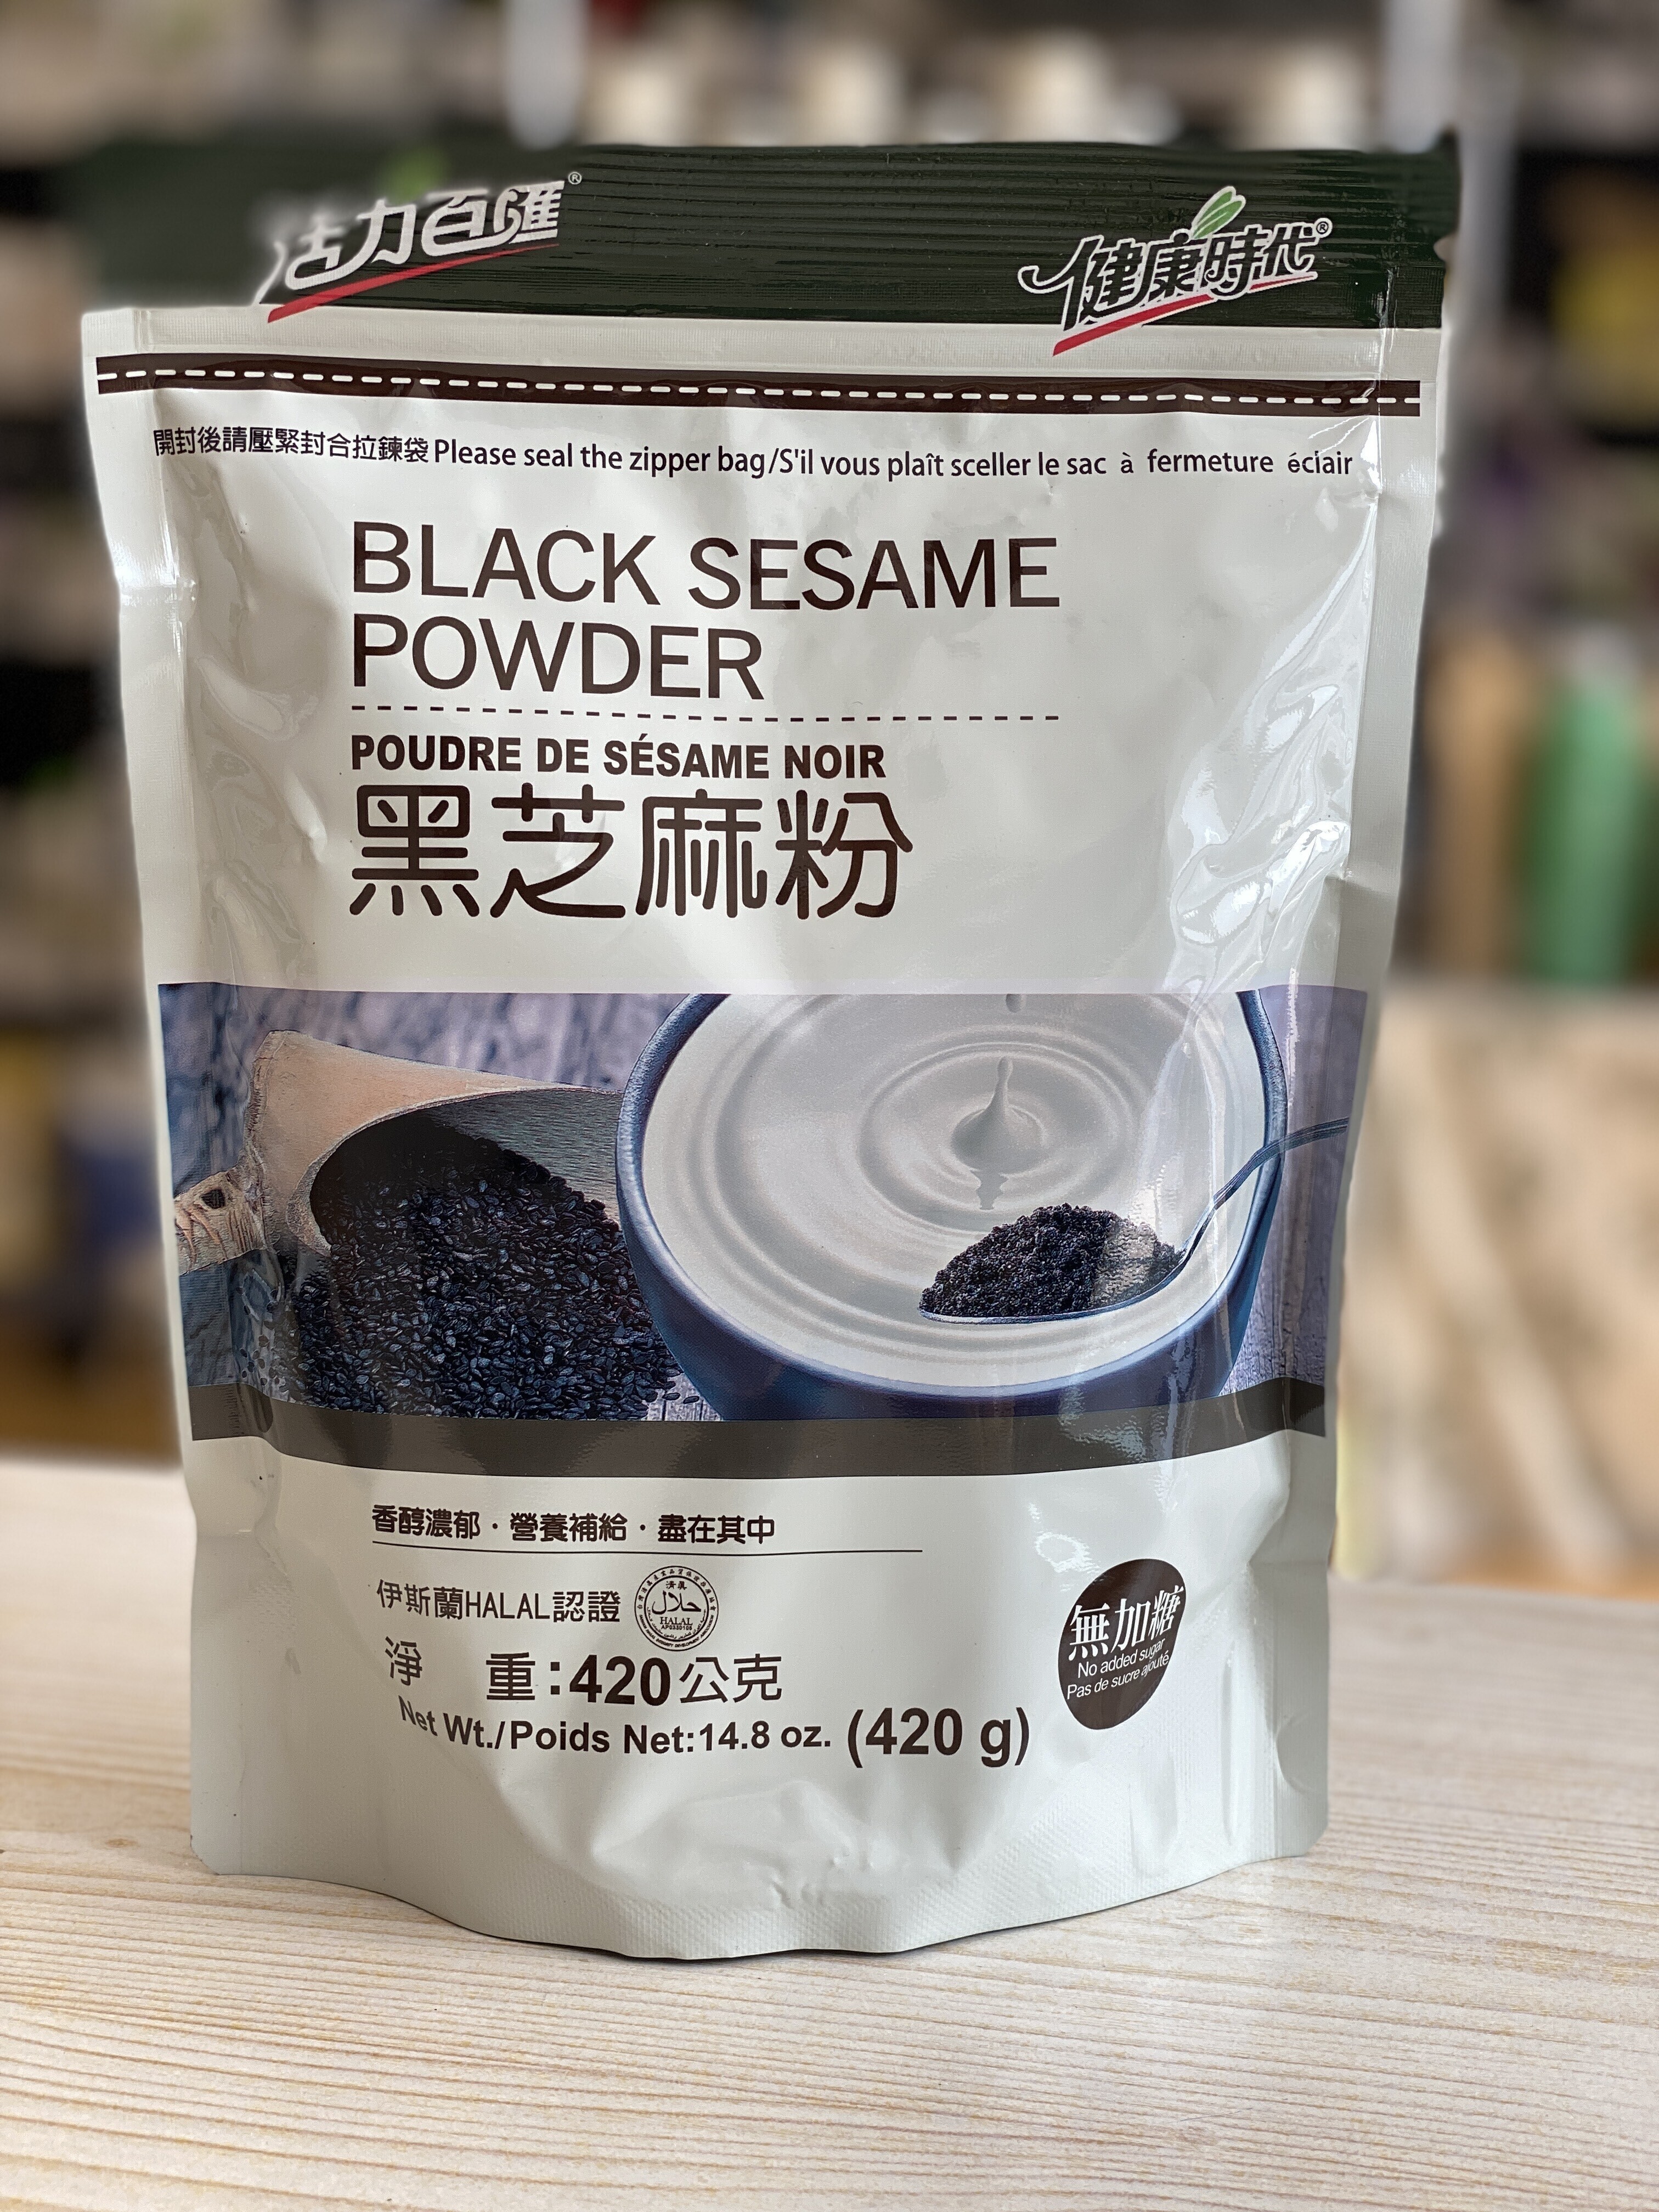 活力百匯®
健康時代®
開封後請壓緊封合拉鍊袋 Please seal the zipper bag/S'il vous plaît sceller le sac à fermeture éclair
BLACK SESAME
POWDER
POUDRE DE SÉSAME NOIR
黑芝麻粉
香醇濃郁·營養補給·盡在其中
伊斯蘭HALAL認證
清真
حلال
HALAL
無加糖
No added sugar
Pas de sucre ajouté
淨 重:420公克
Net Wt./Poids Net:14.8 oz. (420 g)